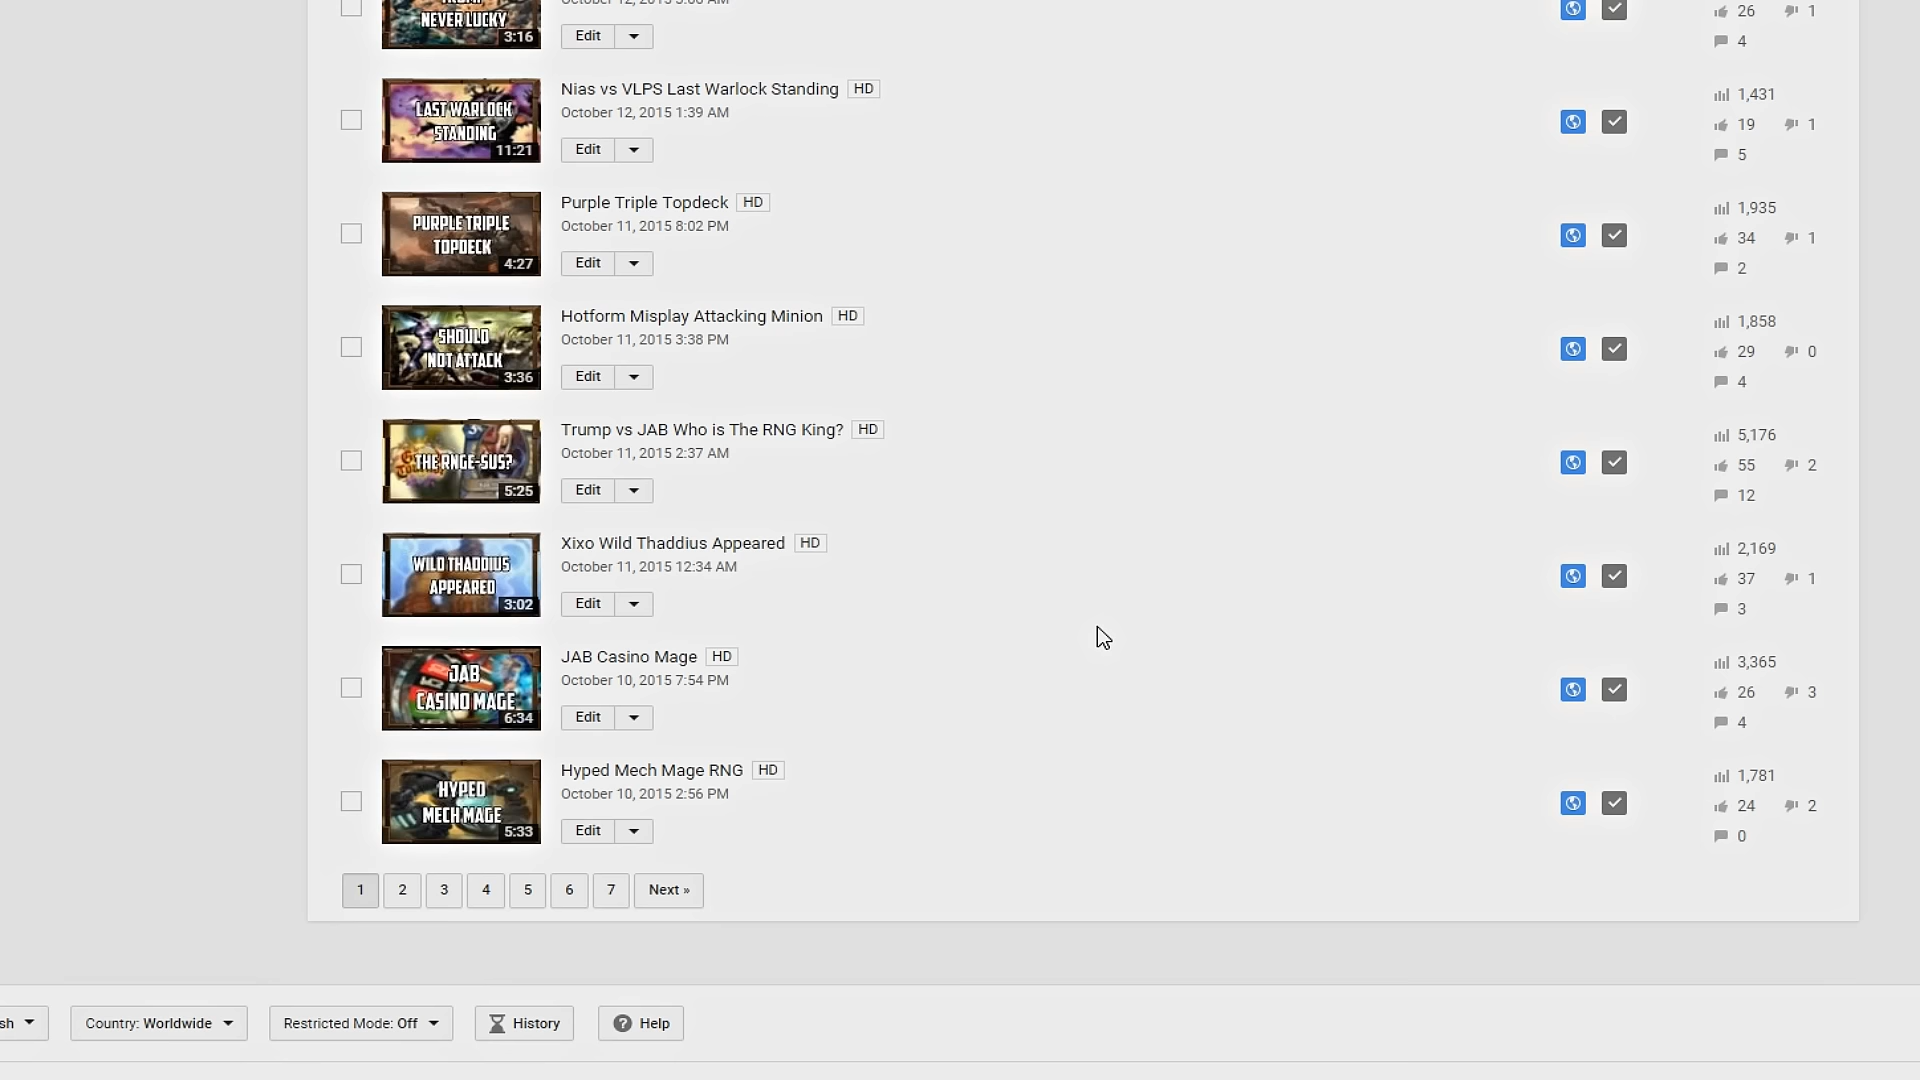 NEVER LUCKY
3:16
Edit
26 1
4
LAST WARLOCK
STANDING
11:21
Nias vs VLPS Last Warlock Standing HD
October 12, 2015 1:39 AM
Edit
1,431
19 1
5
PURPLE TRIPLE
TOPDECK
4:27
Purple Triple Topdeck HD
October 11, 2015 8:02 PM
Edit
1,935
34 1
2
SHOULD
NOT ATTACK
3:36
Hotform Misplay Attacking Minion HD
October 11, 2015 3:38 PM
Edit
1,858
29 0
4
THE RNGE-SUS?
5:25
Trump vs JAB Who is The RNG King? HD
October 11, 2015 2:37 AM
Edit
5,176
55 2
12
WILD THADDIUS
APPEARED
3:02
Xixo Wild Thaddius Appeared HD
October 11, 2015 12:34 AM
Edit
2,169
37 1
3
JAB
CASINO MAGE
6:34
JAB Casino Mage HD
October 10, 2015 7:54 PM
Edit
3,365
26 3
4
HYPED
MECH MAGE
5:33
Hyped Mech Mage RNG HD
October 10, 2015 2:56 PM
Edit
1,781
24 2
0
1 2 3 4 5 6 7 Next »
sh Country: Worldwide Restricted Mode: Off History Help